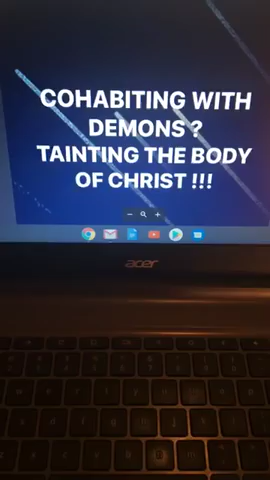 COHABITING WITH
DEMONS ?
TAINTING THE BODY
OF CHRIST !!!
acer